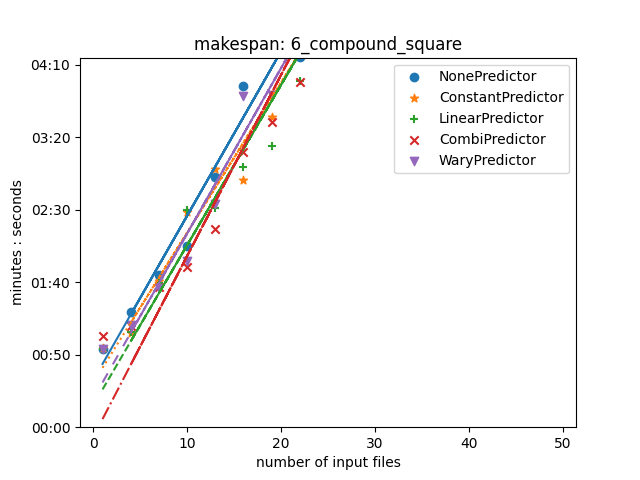 makespan: 6_compound_square
04:10
03:20
02:30
01:40
00:50
00:00
minutes : seconds
NonePredictor
ConstantPredictor
LinearPredictor
CombiPredictor
WaryPredictor
0 10 20 30 40 50
number of input files